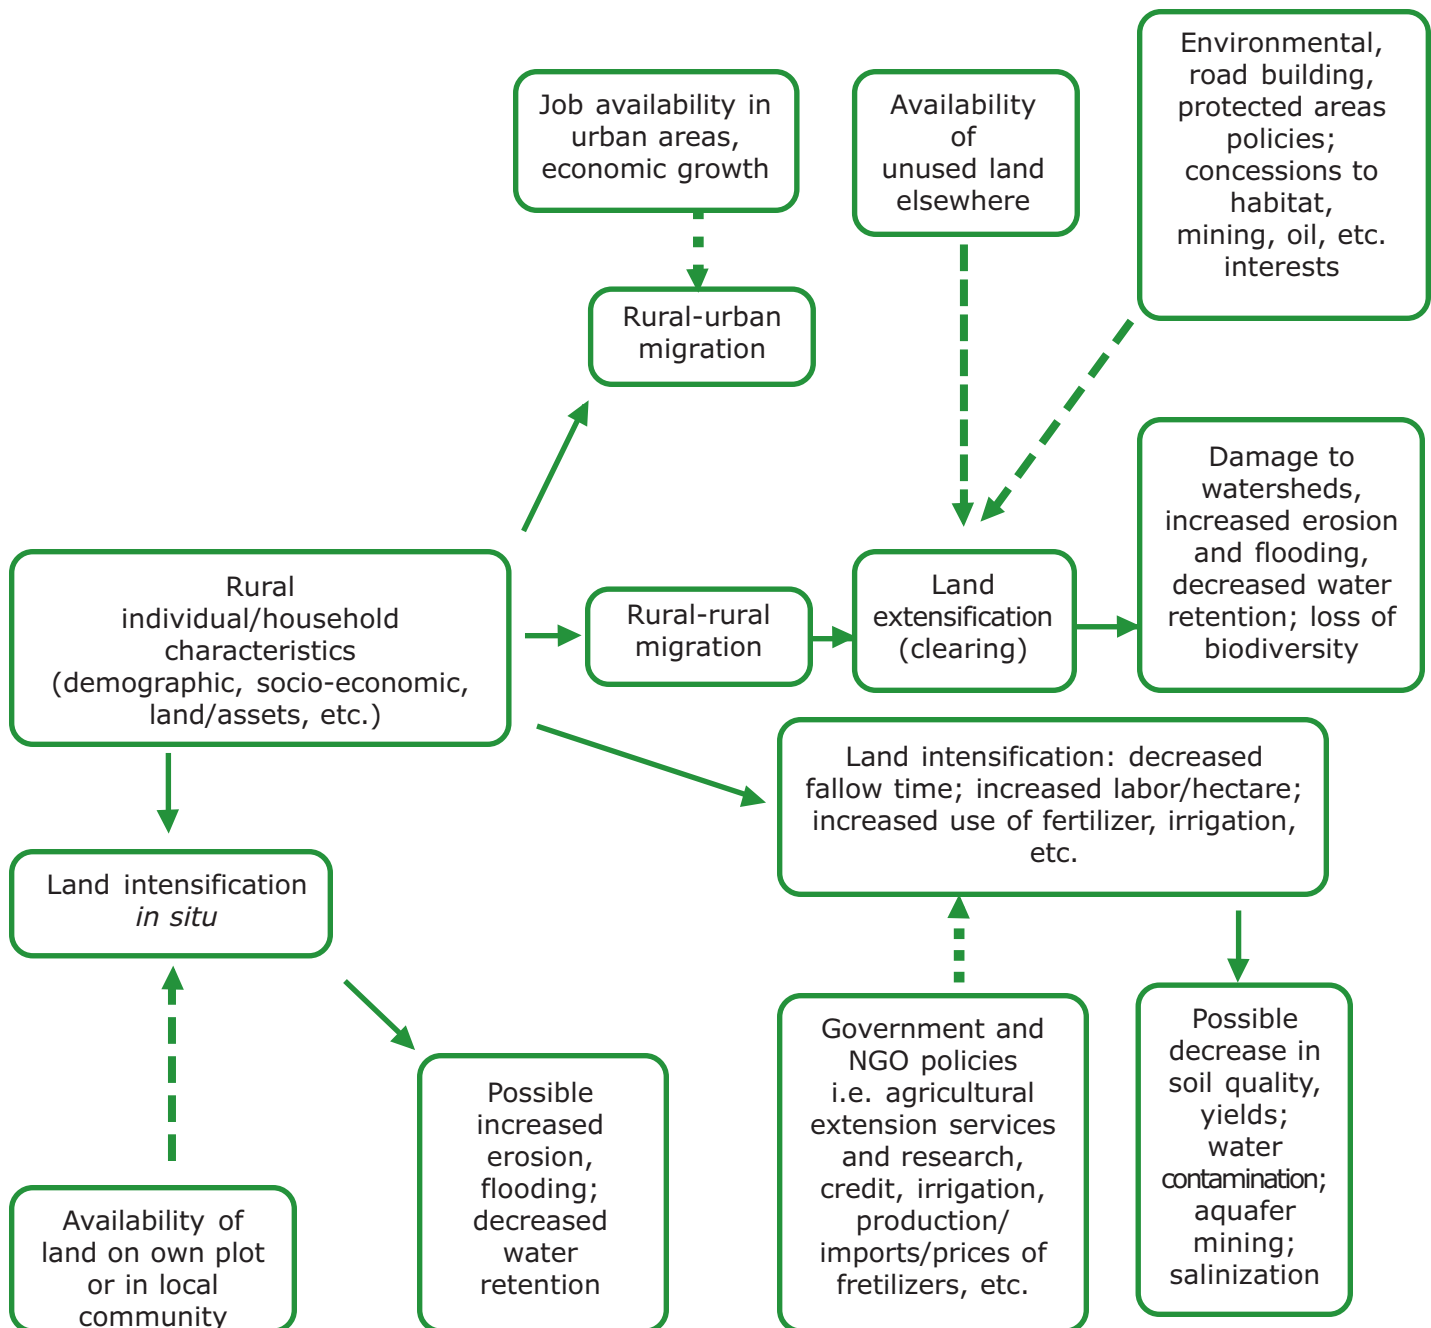 Job availability in
urban areas,
economic growth
Availability
of
unused land
elsewhere
Environmental,
road building,
protected areas
policies;
concessions to
habitat,
mining, oil, etc.
interests
Rural-urban
migration
Rural
individual/household
characteristics
(demographic, socio-economic,
land/assets, etc.)
Rural-rural
migration
Land
extensification
(clearing)
Damage to
watersheds,
increased erosion
and flooding,
decreased water
retention; loss of
biodiversity
Land intensification: decreased
fallow time; increased labor/hectare;
increased use of fertilizer, irrigation,
etc.
Land intensification
in situ
Availability of
land on own plot
or in local
community
Possible
increased
erosion,
flooding;
decreased
water
retention
Government and
NGO policies
i.e. agricultural
extension services
and research,
credit, irrigation,
production/
imports/prices of
fretilizers, etc.
Possible
decrease in
soil quality,
yields;
water
contamination;
aquafer
mining;
salinization